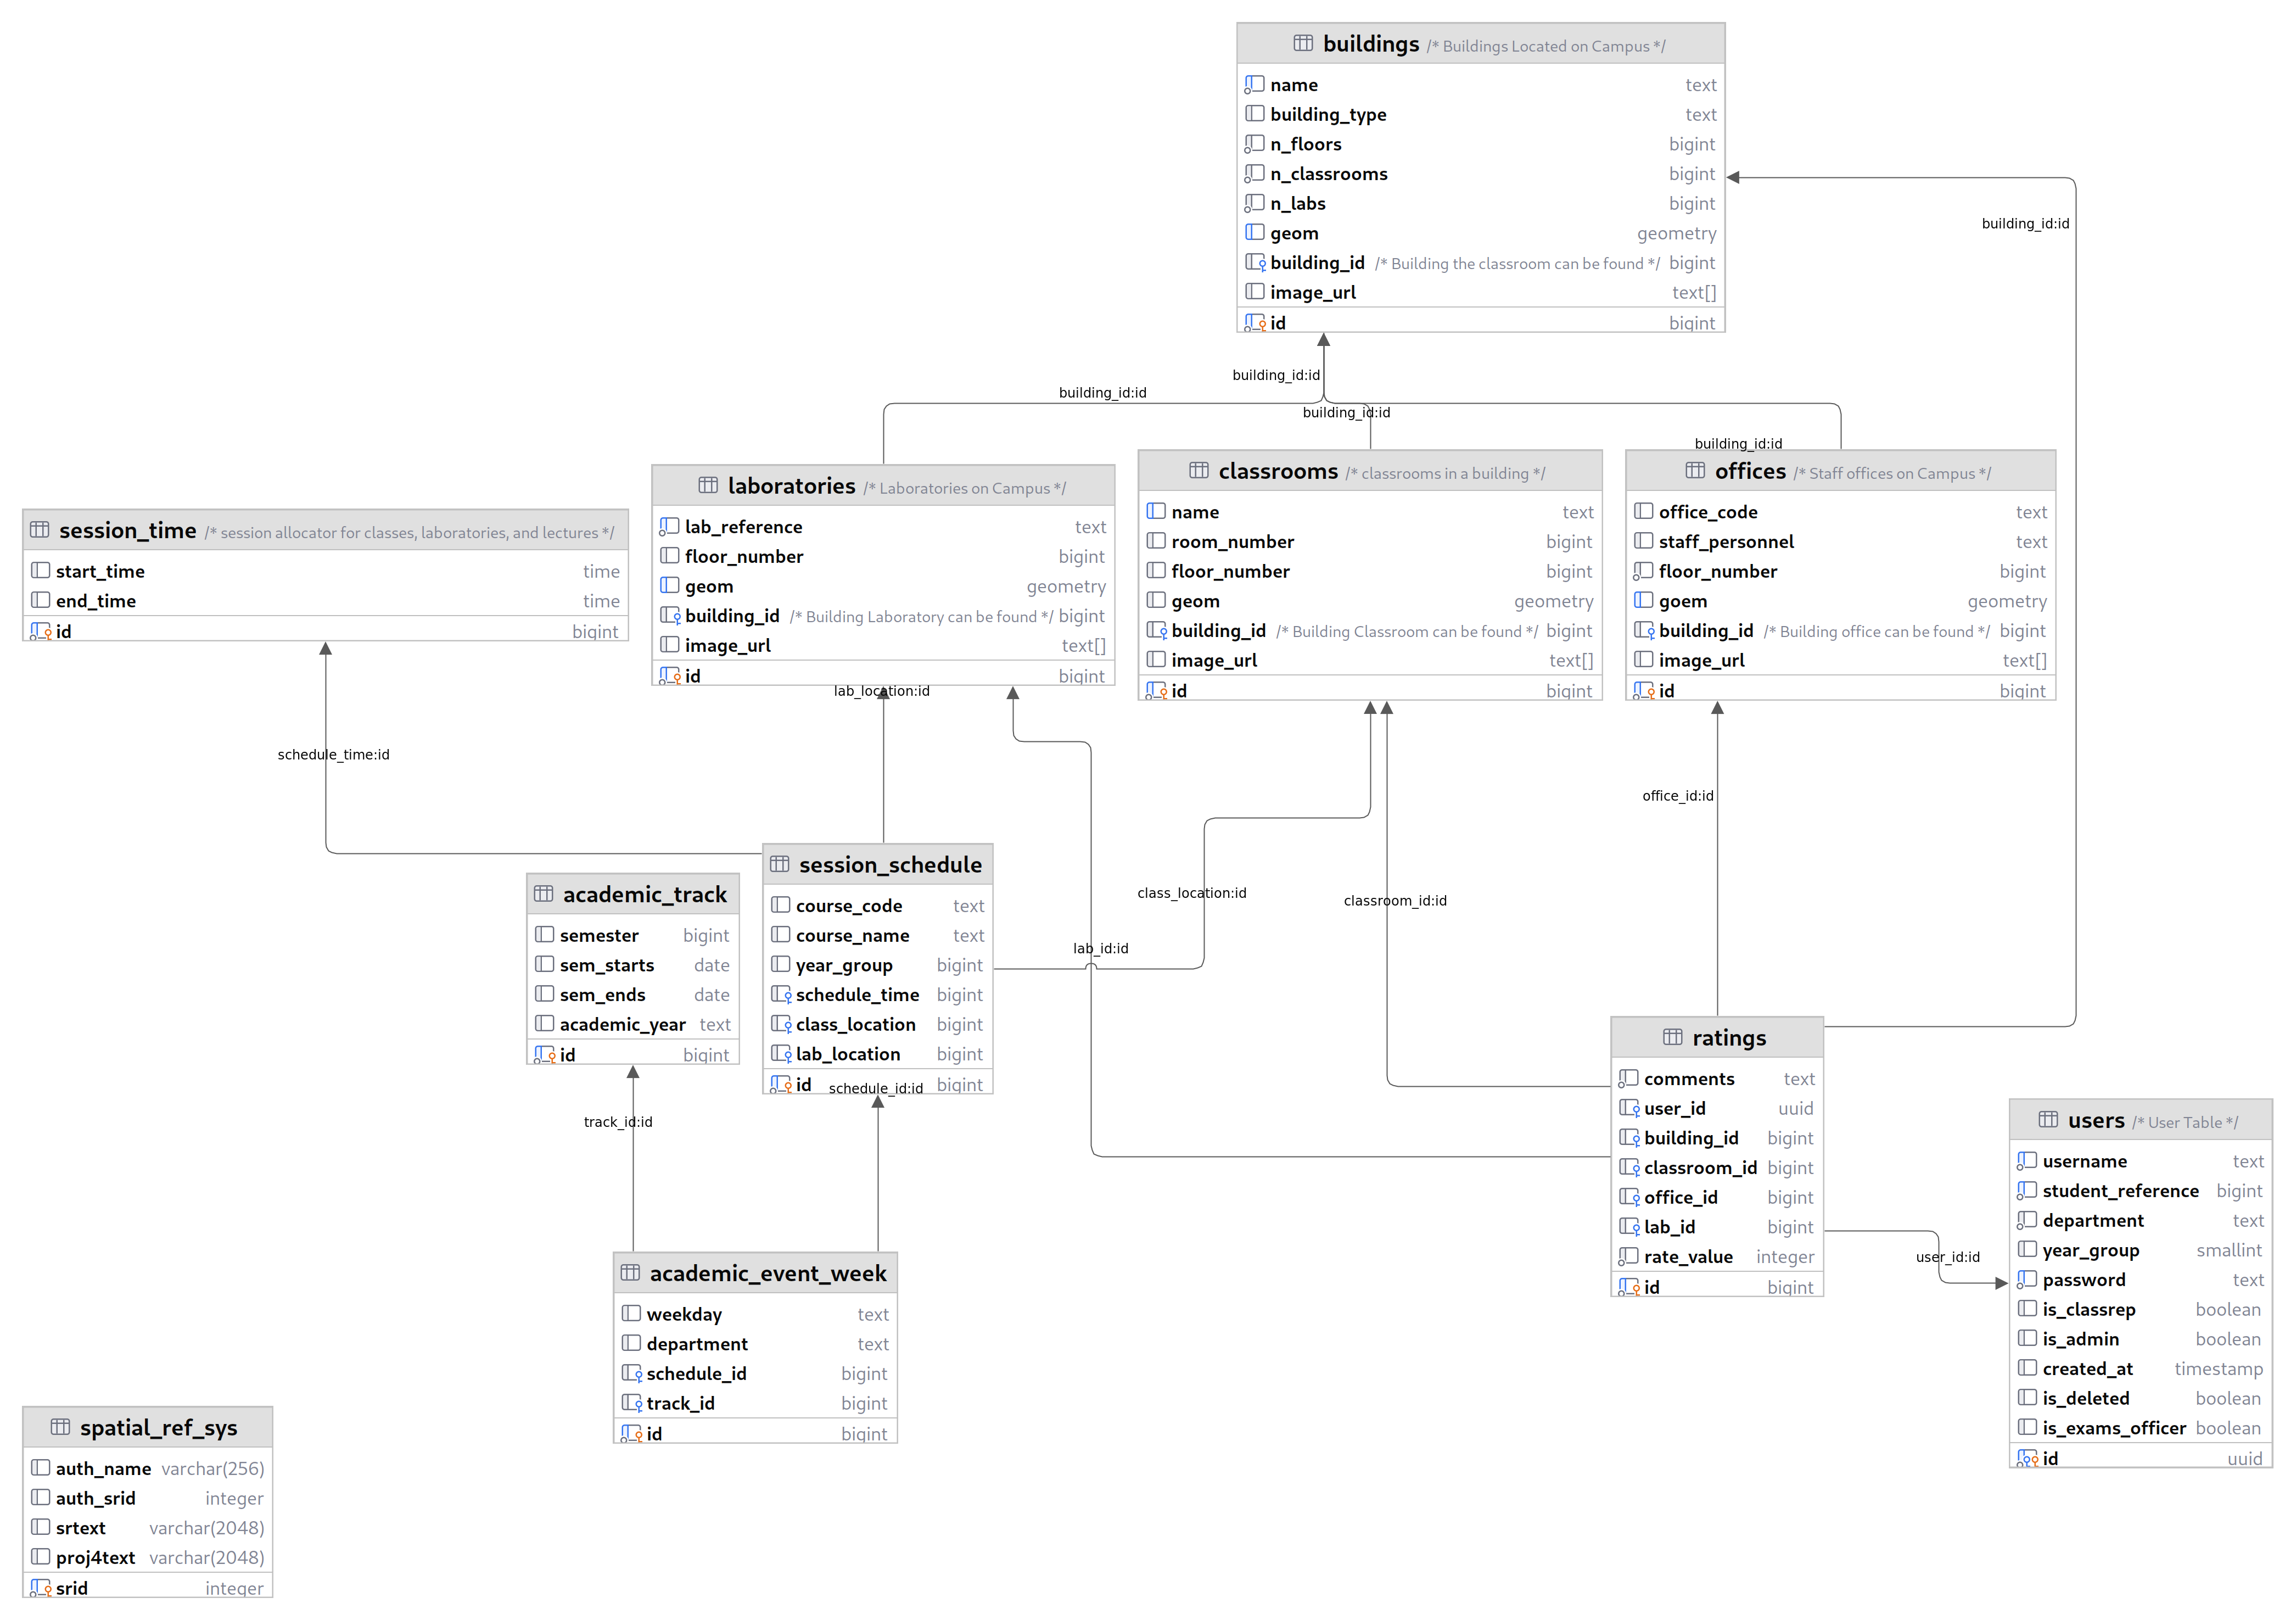 buildings /* Buildings Located on Campus */
name text
building_type text
n_floors bigint
n_classrooms bigint
n_labs bigint
geom geometry
building_id /* Building the classroom can be found */ bigint
image_url text[]
id bigint
building_id:id
building_id:id
building_id:id
building_id:id
building_id:id
laboratories /* Laboratories on Campus */
lab_reference text
floor_number bigint
geom geometry
building_id /* Building Laboratory can be found */ bigint
image_url text[]
id bigint
classrooms /* classrooms in a building */
name text
room_number bigint
floor_number bigint
geom geometry
building_id /* Building Classroom can be found */ bigint
image_url text[]
id bigint
offices /* Staff offices on Campus */
office_code text
staff_personnel text
floor_number bigint
goem geometry
building_id /* Building office can be found */ bigint
image_url text[]
id bigint
session_time /* session allocator for classes, laboratories, and lectures */
start_time time
end_time time
id bigint
lab_location:id
schedule_time:id
office_id:id
class_location:id
classroom_id:id
lab_id:id
session_schedule
course_code text
course_name text
year_group bigint
schedule_time bigint
class_location bigint
lab_location bigint
id bigint
schedule_id:id
academic_track
semester bigint
sem_starts date
sem_ends date
academic_year text
id bigint
track_id:id
ratings
comments text
user_id uuid
building_id bigint
classroom_id bigint
office_id bigint
lab_id bigint
rate_value integer
id bigint
user_id:id
users /* User Table */
username text
student_reference bigint
department text
year_group smallint
password text
is_classrep boolean
is_admin boolean
created_at timestamp
is_deleted boolean
is_exams_officer boolean
id uuid
academic_event_week
weekday text
department text
schedule_id bigint
track_id bigint
id bigint
spatial_ref_sys
auth_name varchar(256)
auth_srid integer
srtext varchar(2048)
proj4text varchar(2048)
srid integer